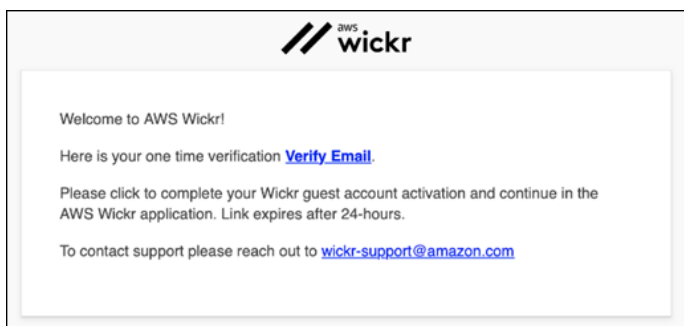 aws
wickr
Welcome to AWS Wickr!
Here is your one time verification Verify Email.
Please click to complete your Wickr guest account activation and continue in the
AWS Wickr application. Link expires after 24-hours.
To contact support please reach out to wickr-support@amazon.com